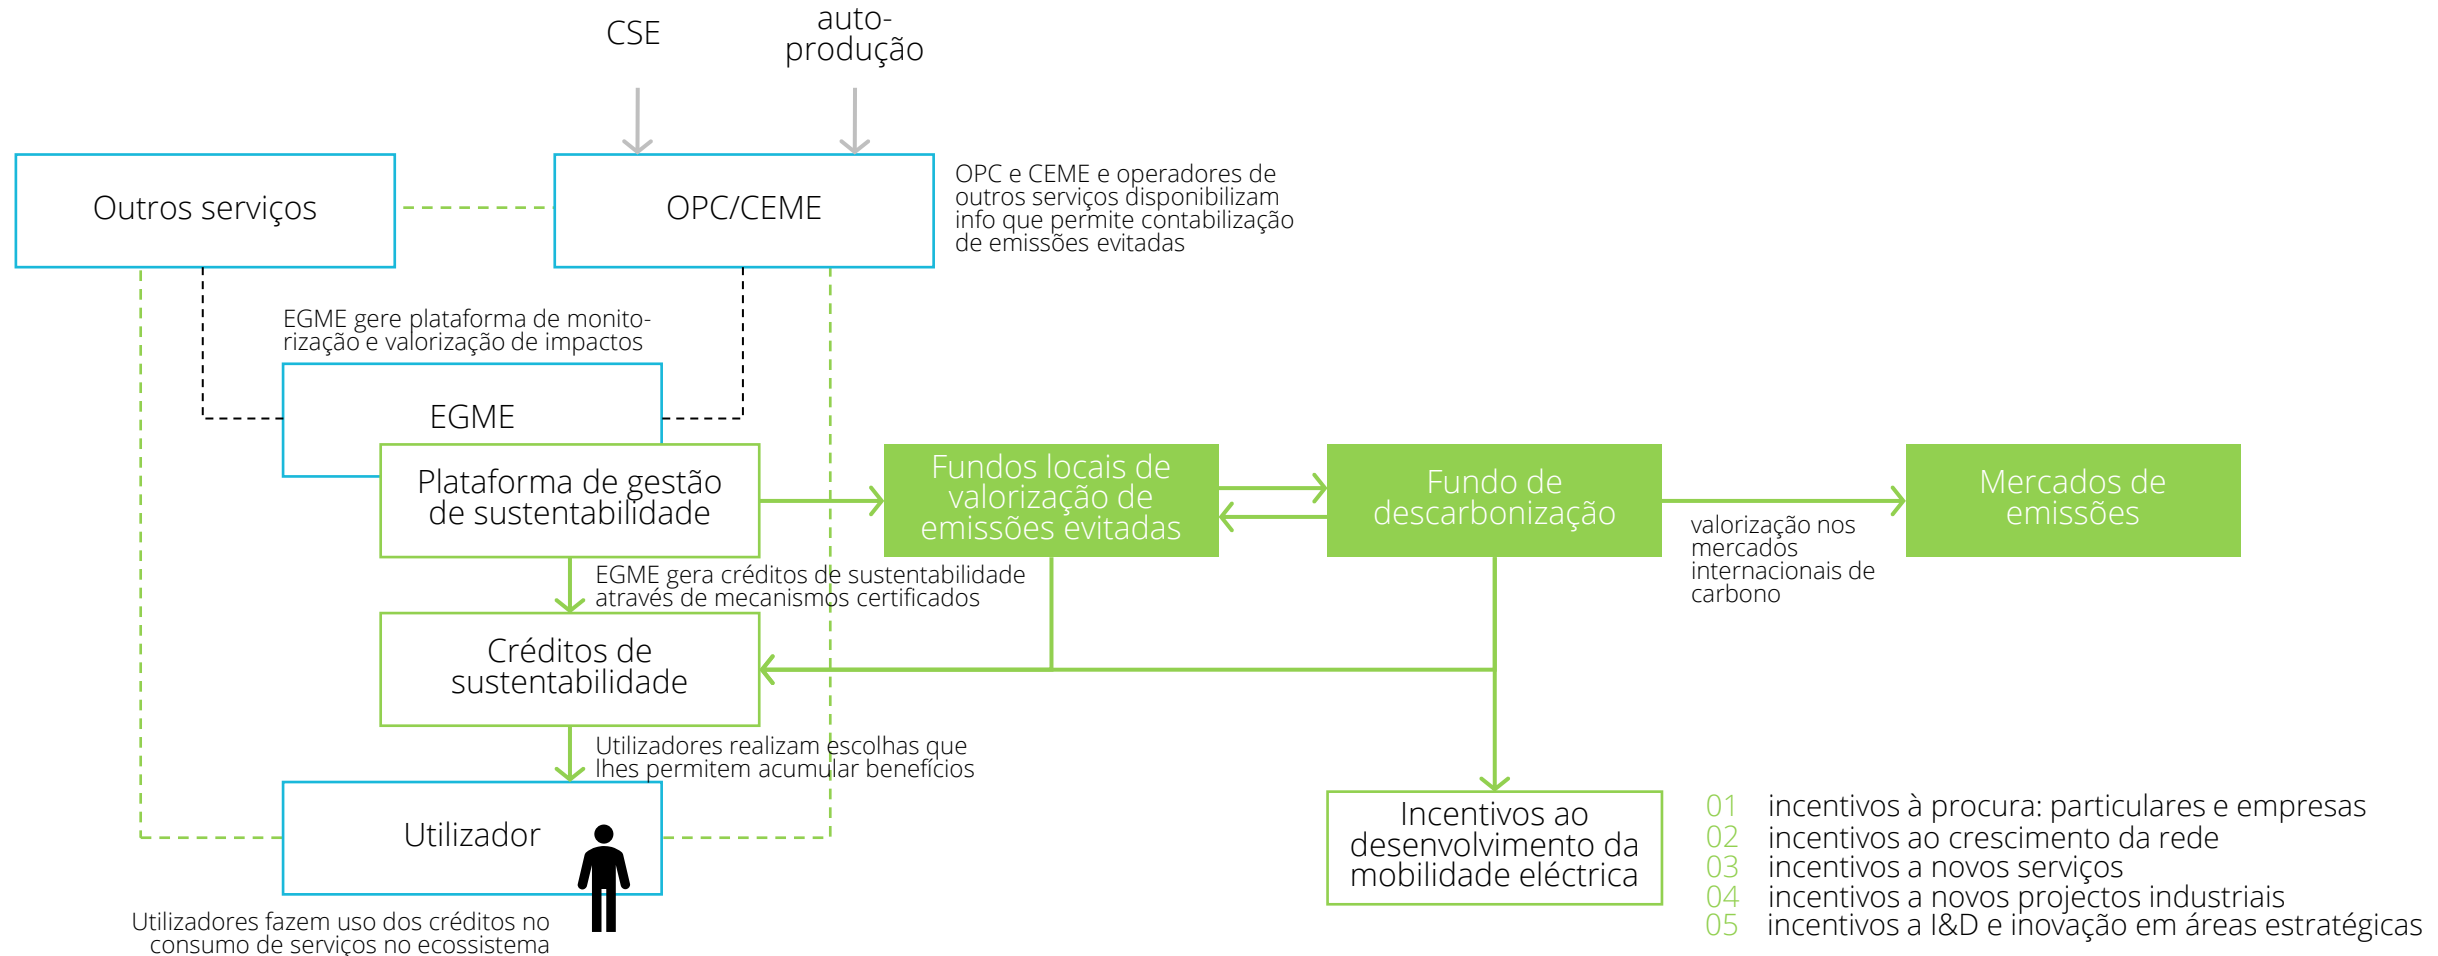 CSE
auto-
produção
Outros serviços
OPC/CEME
OPC e CEME e operadores de
outros serviços disponibilizam
info que permite contabilização
de emissões evitadas
EGME gere plataforma de monito-
rização e valorização de impactos
EGME
Plataforma de gestão
de sustentabilidade
Fundos locais de
valorização de
emissões evitadas
Fundo de
descarbonização
Mercados de
emissões
valorização nos
mercados
internacionais de
carbono
EGME gera créditos de sustentabilidade
através de mecanismos certificados
Créditos de
sustentabilidade
Utilizadores realizam escolhas que
lhes permitem acumular benefícios
Utilizador
Utilizadores fazem uso dos créditos no
consumo de serviços no ecossistema
Incentivos ao
desenvolvimento da
mobilidade eléctrica
01 incentivos à procura: particulares e empresas
02 incentivos ao crescimento da rede
03 incentivos a novos serviços
04 incentivos a novos projectos industriais
05 incentivos a I&D e inovação em áreas estratégicas